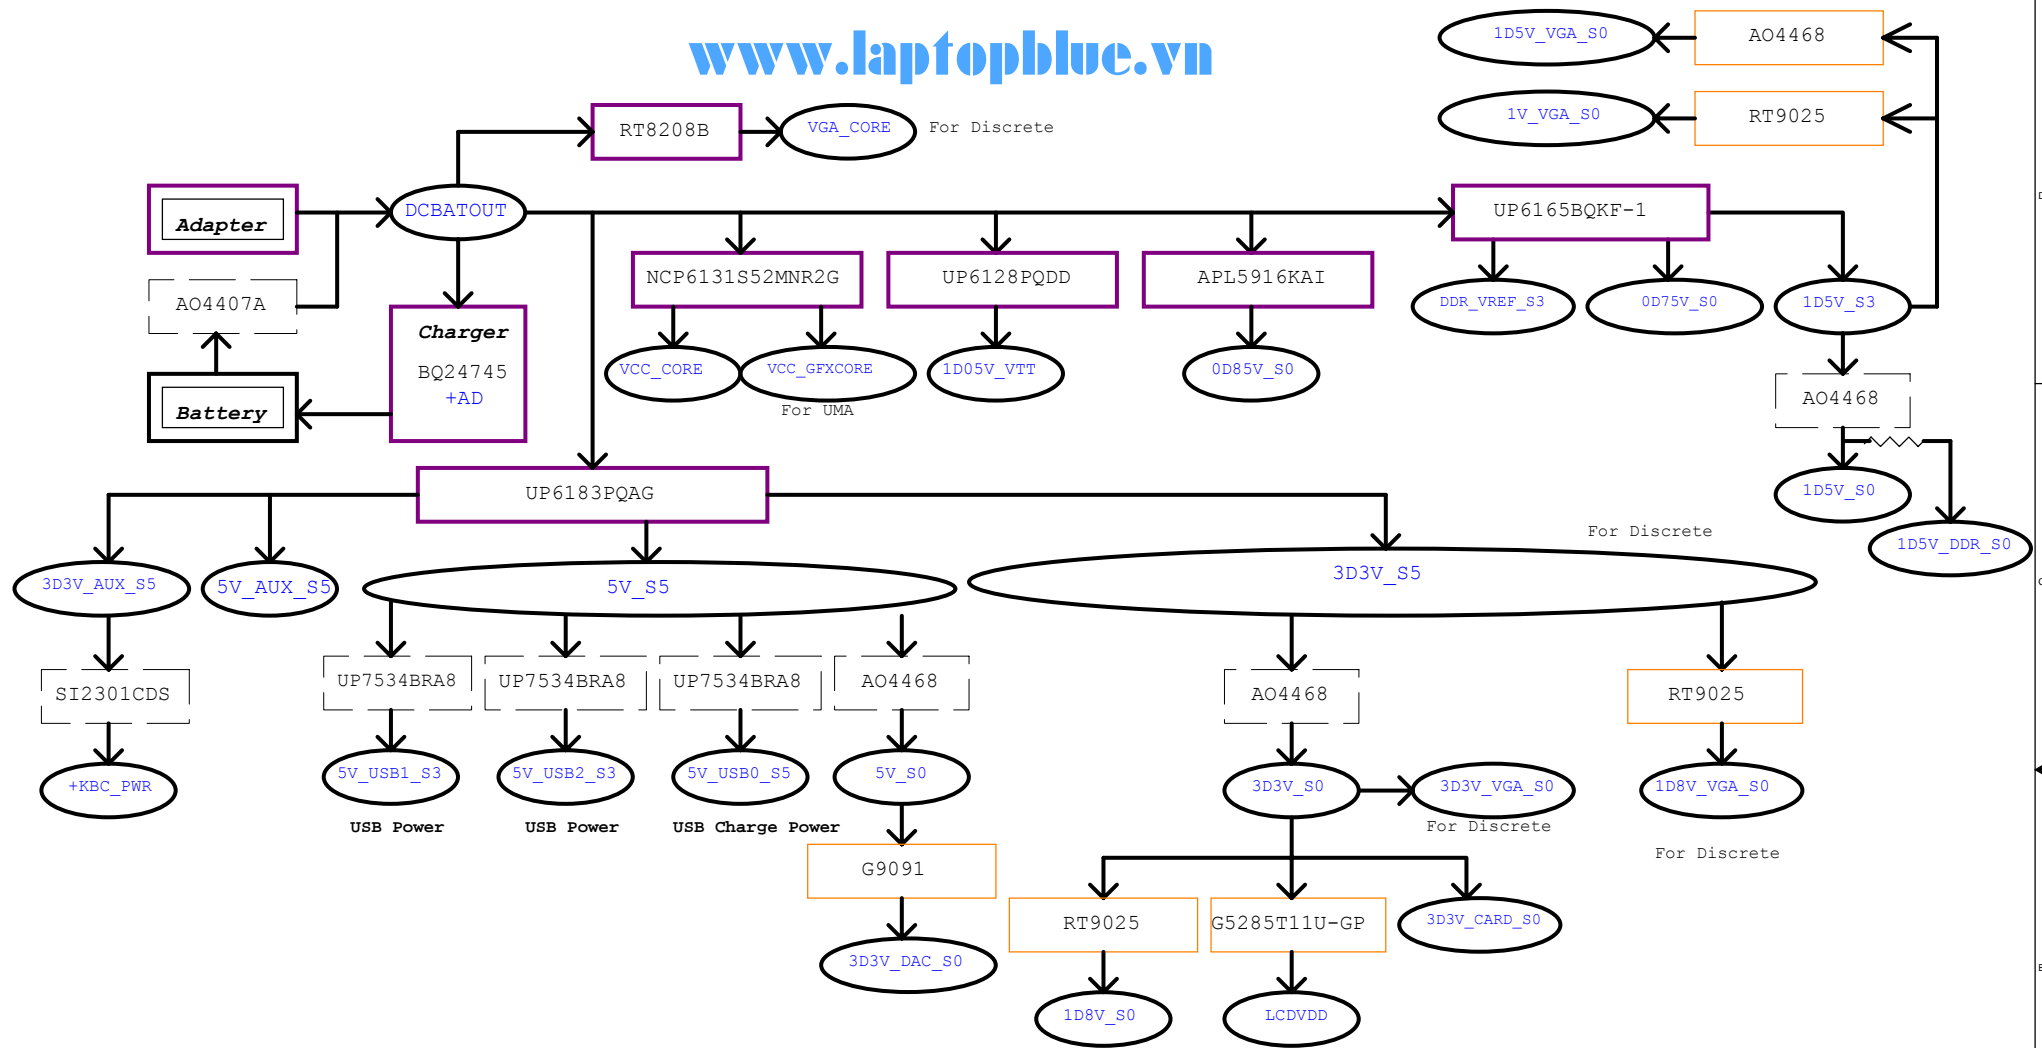 www.laptopblue.vn
1D5V_VGA_S0
AO4468
RT8208B
VGA_CORE
For Discrete
1V_VGA_S0
RT9025
Adapter
DCBATOUT
UP6165BQKF-1
D
AO4407A
Charger
BQ24745
+AD
Battery
NCP6131S52MNR2G
UP6128PQDD
APL5916KAI
DDR_VREF_S3
0D75V_S0
1D5V_S3
VCC_CORE
VCC_GFXCORE
For UMA
1D05V_VTT
0D85V_S0
AO4468
1D5V_S0
1D5V_DDR_S0
UP6183PQAG
For Discrete
3D3V_AUX_S5
5V_AUX_S5
5V_S5
3D3V_S5
C
SI2301CDS
UP7534BRA8
UP7534BRA8
UP7534BRA8
AO4468
AO4468
RT9025
+KBC_PWR
5V_USB1_S3
5V_USB2_S3
5V_USB0_S5
5V_S0
3D3V_S0
3D3V_VGA_S0
1D8V_VGA_S0
USB Power
USB Power
USB Charge Power
For Discrete
For Discrete
G9091
RT9025
G5285T11U-GP
3D3V_CARD_S0
3D3V_DAC_S0
1D8V_S0
LCDVDD